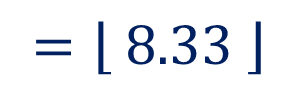 = ⌊ 8.33 ⌋